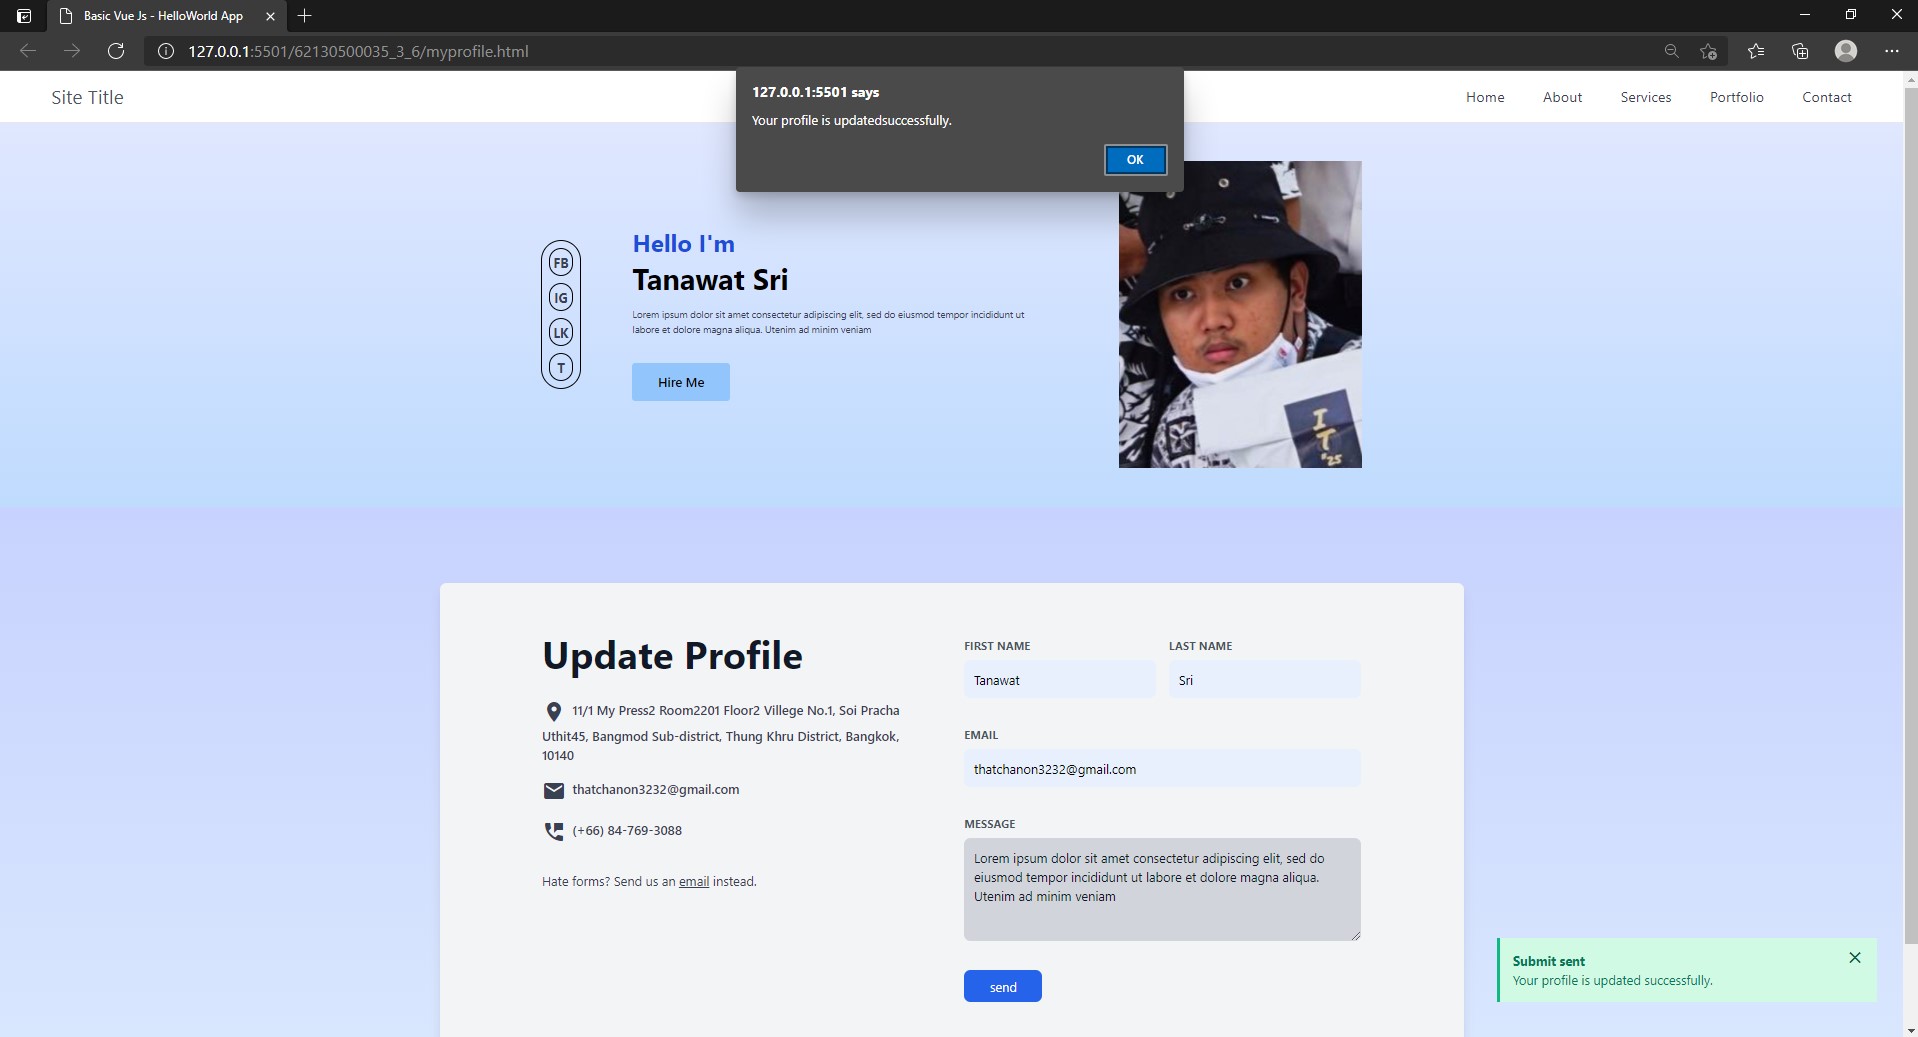 Basic Vue Js - HelloWorld App
127.0.0.1:5501/62130500035_3_6/myprofile.html
Site Title
Home
About
Services
Portfolio
Contact
127.0.0.1:5501 says
Your profile is updatedsuccessfully.
OK
FB
IG
LK
T
Hello I'm
Tanawat Sri
Lorem ipsum dolor sit amet consectetur adipiscing elit, sed do eiusmod tempor incididunt ut
labore et dolore magna aliqua. Utenim ad minim veniam
Hire Me
IT
'25
Update Profile
11/1 My Press2 Room2201 Floor2 Villege No.1, Soi Pracha
Uthit45, Bangmod Sub-district, Thung Khru District, Bangkok,
10140
thatchanon3232@gmail.com
(+66) 84-769-3088
Hate forms? Send us an email instead.
FIRST NAME
Tanawat
LAST NAME
Sri
EMAIL
thatchanon3232@gmail.com
MESSAGE
Lorem ipsum dolor sit amet consectetur adipiscing elit, sed do
eiusmod tempor incididunt ut labore et dolore magna aliqua.
Utenim ad minim veniam
send
Submit sent
Your profile is updated successfully.